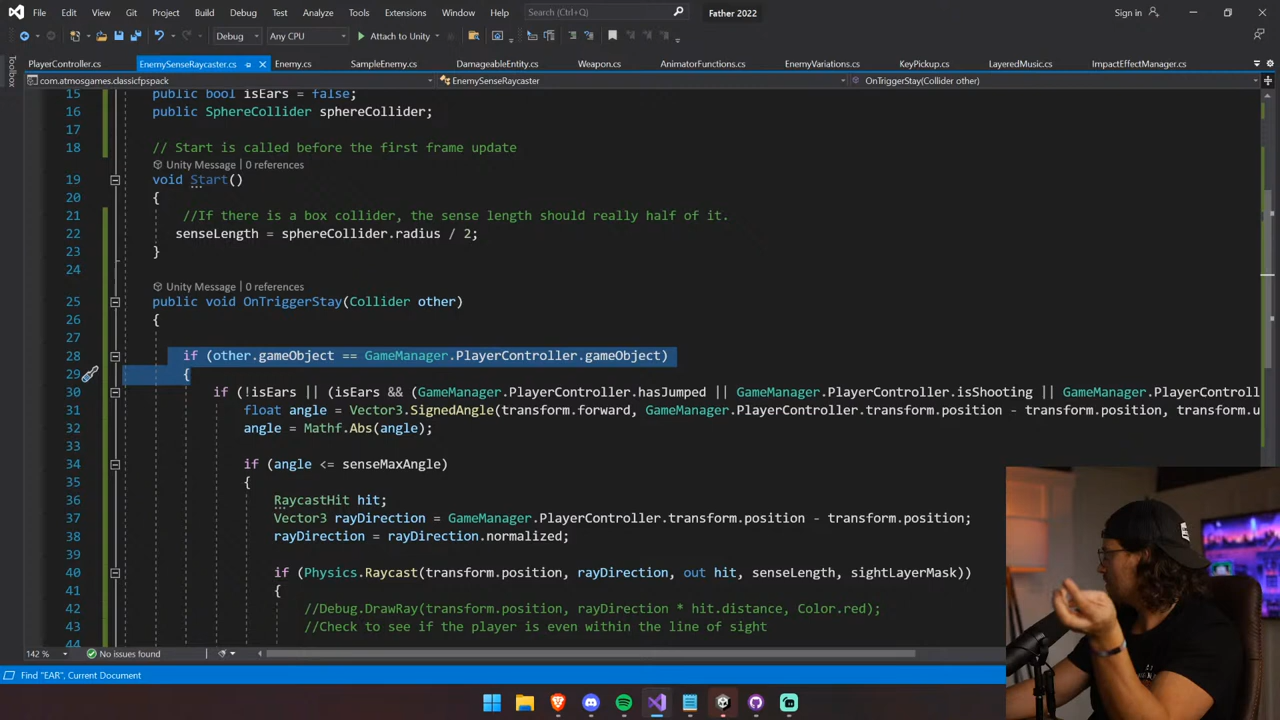 File Edit View Git Project Build Debug Test Analyze Tools Extensions Window Help Search (Ctrl+Q) Father 2022 Sign in
Debug Any CPU Attach to Unity
Toolbox
PlayerController.cs EnemySenseRaycaster.cs Enemy.cs SampleEnemy.cs DamageableEntity.cs Weapon.cs AnimatorFunctions.cs EnemyVariations.cs KeyPickup.cs LayeredMusic.cs ImpactEffectManager.cs
com.atmosgames.classicfpspack EnemySenseRaycaster OnTriggerStay(Collider other)
15 public bool isEars = false;
16 public SphereCollider sphereCollider;
17
18 // Start is called before the first frame update
Unity Message | 0 references
19 void Start()
20 {
21 //If there is a box collider, the sense length should really half of it.
22 senseLength = sphereCollider.radius / 2;
23 }
24
Unity Message | 0 references
25 public void OnTriggerStay(Collider other)
26 {
27
28 if (other.gameObject == GameManager.PlayerController.gameObject)
29 {
30 if (!isEars || (isEars && (GameManager.PlayerController.hasJumped || GameManager.PlayerController.isShooting || GameManager.PlayerController
31 float angle = Vector3.SignedAngle(transform.forward, GameManager.PlayerController.transform.position - transform.position, transform.u
32 angle = Mathf.Abs(angle);
33
34 if (angle <= senseMaxAngle)
35 {
36 RaycastHit hit;
37 Vector3 rayDirection = GameManager.PlayerController.transform.position - transform.position;
38 rayDirection = rayDirection.normalized;
39
40 if (Physics.Raycast(transform.position, rayDirection, out hit, senseLength, sightLayerMask))
41 {
42 //Debug.DrawRay(transform.position, rayDirection * hit.distance, Color.red);
43 //Check to see if the player is even within the line of sight
44
142 % No issues found
Find "EAR", Current Document